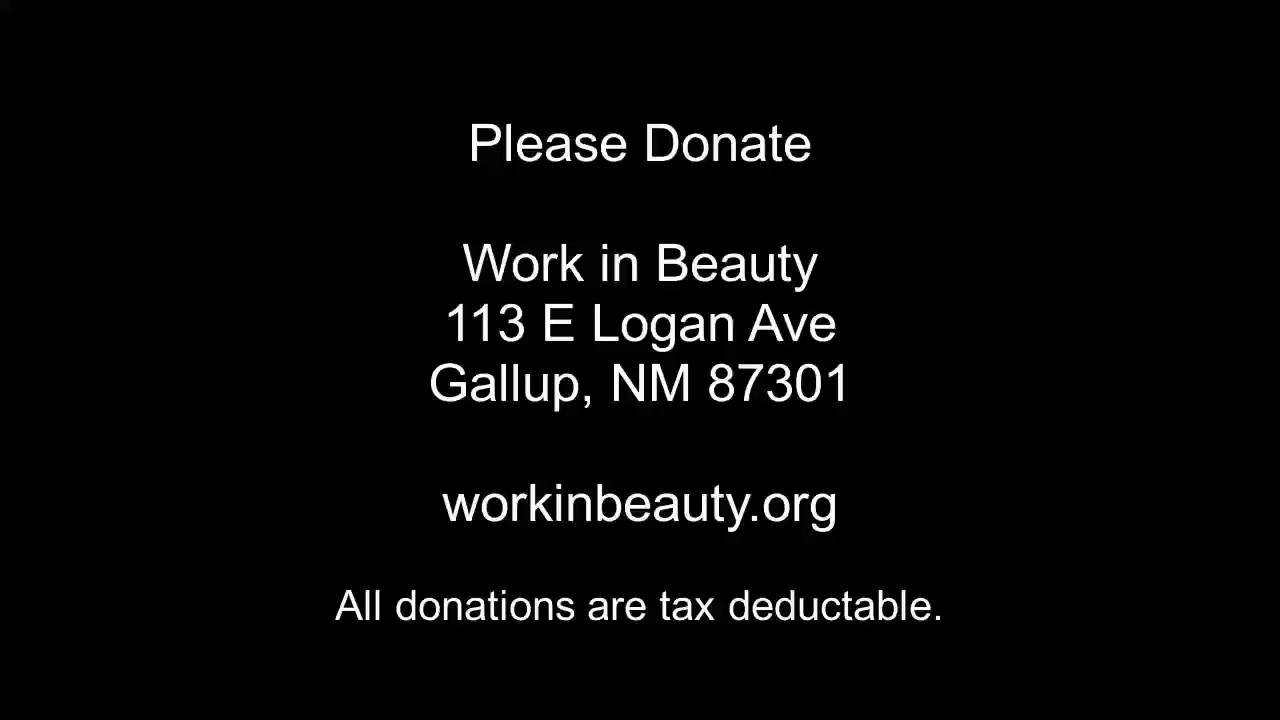 Please Donate
Work in Beauty
113 E Logan Ave
Gallup, NM 87301
workinbeauty.org
All donations are tax deductable.